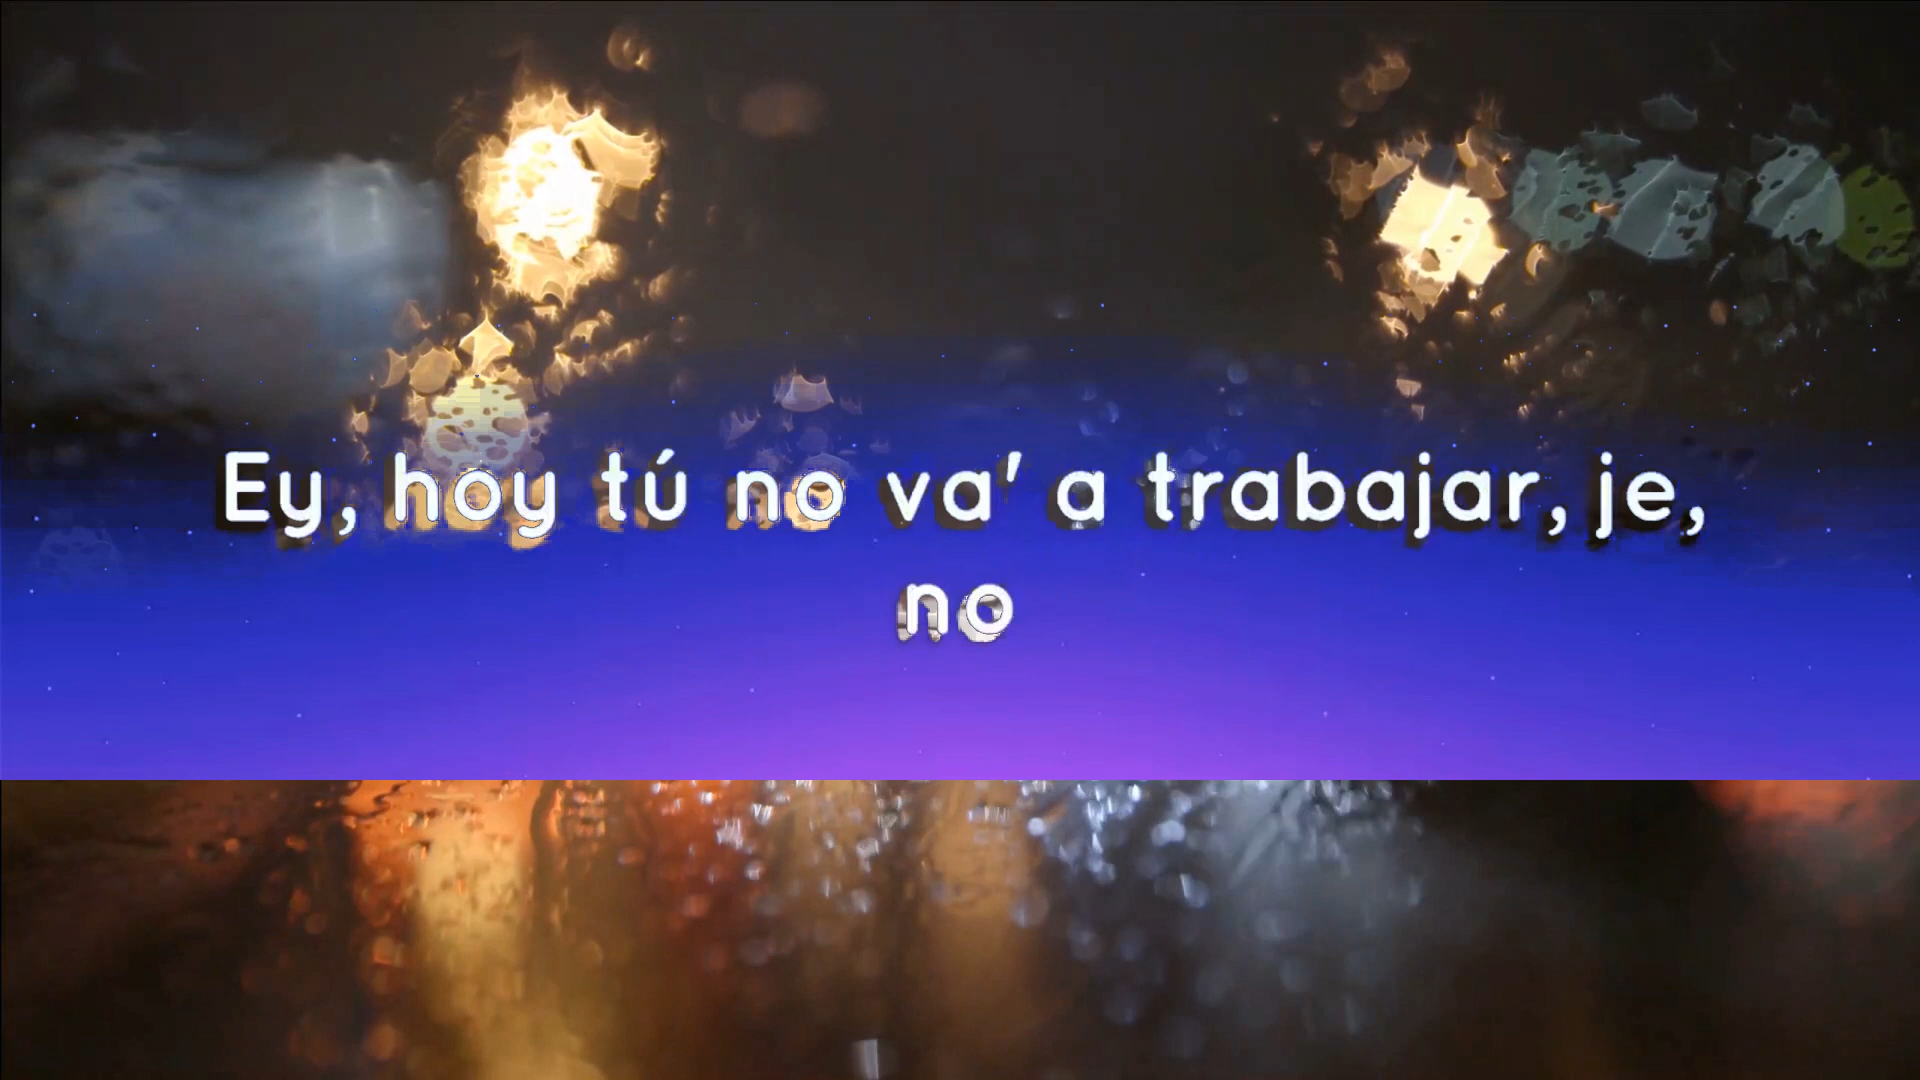 Ey, hoy tú no va' a trabajar, je,
no